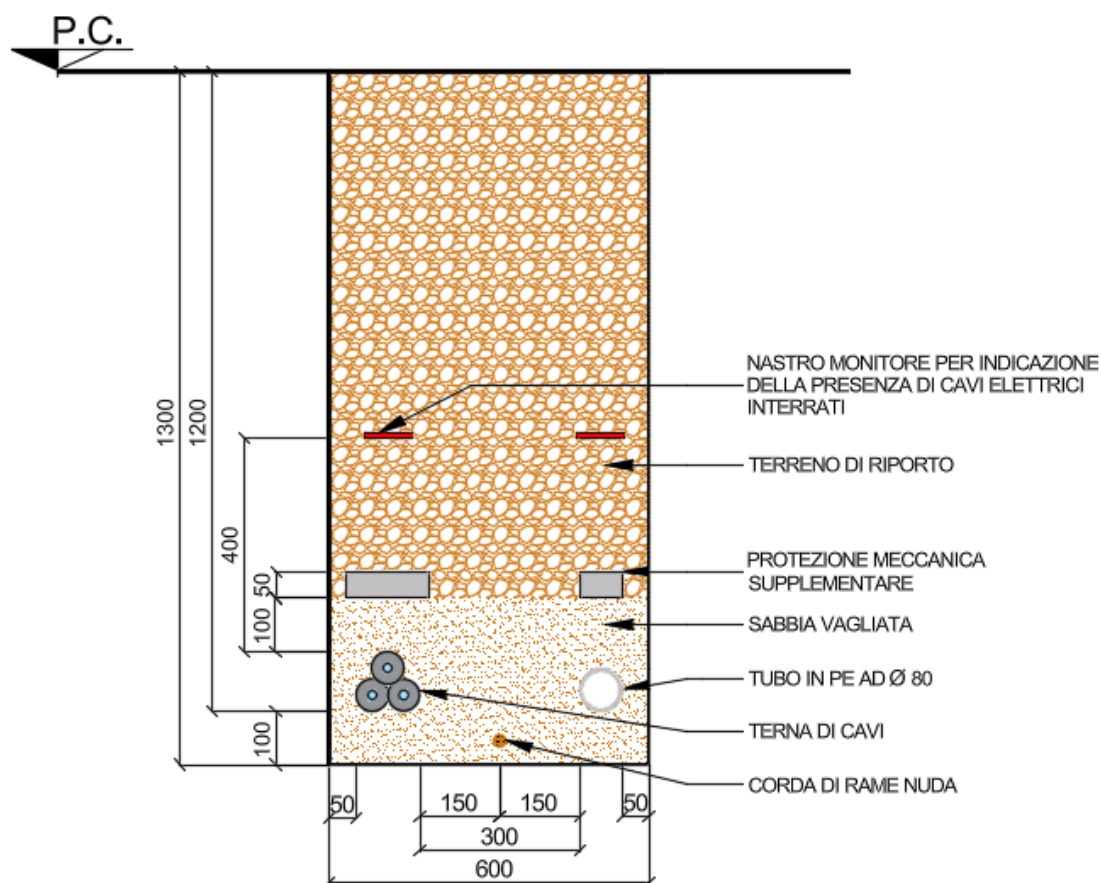 P.C.
1300
1200
400
50
100
100
NASTRO MONITORE PER INDICAZIONE
DELLA PRESENZA DI CAVI ELETTRICI
INTERRATI
TERRENO DI RIPORTO
PROTEZIONE MECCANICA
SUPPLEMENTARE
SABBIA VAGLIATA
TUBO IN PE AD Ø 80
TERNA DI CAVI
CORDA DI RAME NUDA
50
150
150
50
300
600